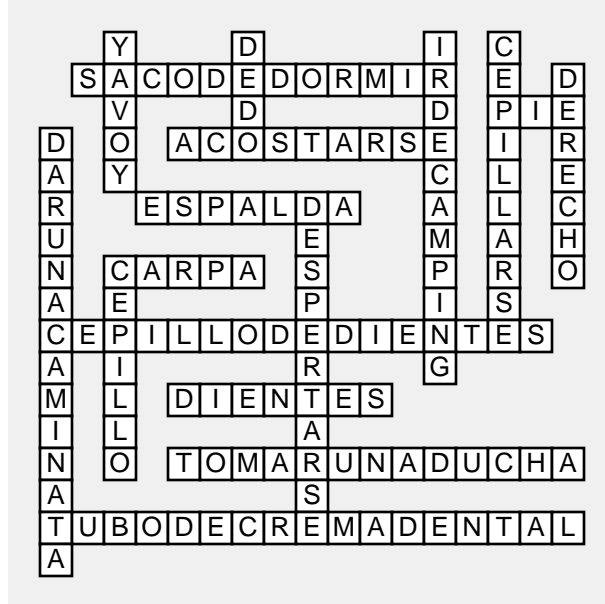 YAVOY
DEDO
IRDECAMPING
CEPILLARSE
SACODEDORMIR
DERECHO
PIE
DARUNACAMINATA
ACOSTARSE
ESPALDA
DESPERTARSE
CARPA
CEPILLO
CEPILLODEDIENTES
DIENTES
TOMARUNADUCHA
TUBODECREMADENTAL